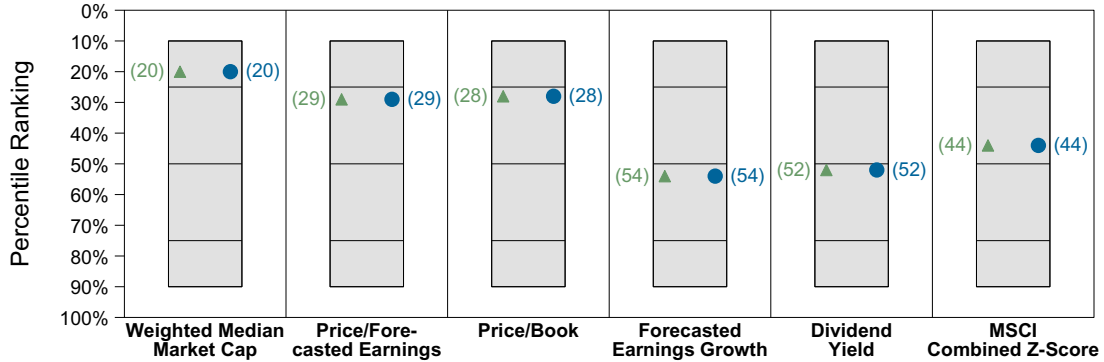 Percentile Ranking
0%
10%
20%
30%
40%
50%
60%
70%
80%
90%
100%
(20) (20)
(29) (29)
(28) (28)
(54) (54)
(52) (52)
(44) (44)
Weighted Median
Market Cap
Price/Fore-
casted Earnings
Price/Book
Forecasted
Earnings Growth
Dividend
Yield
MSCI
Combined Z-Score